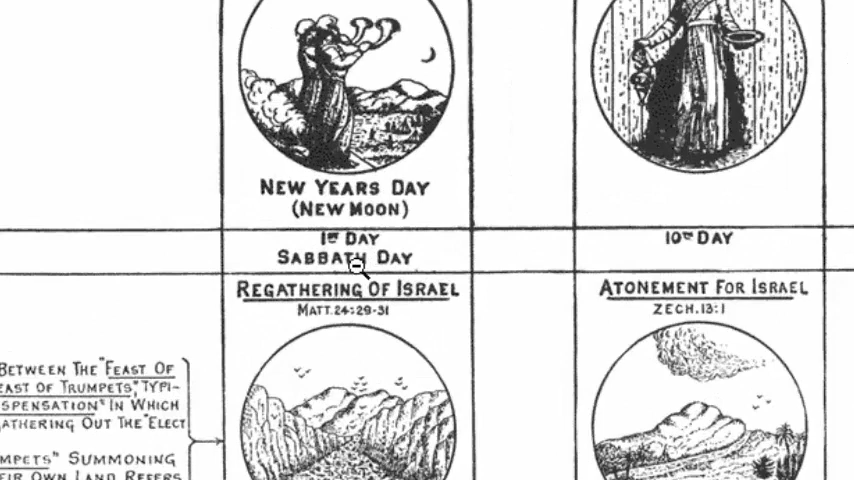 NEW YEARS DAY
(NEW MOON)
1ST DAY
SABBATH DAY
10TH DAY
REGATHERING OF ISRAEL
MATT. 24:29-31
ATONEMENT FOR ISRAEL
ZECH. 13:1
BETWEEN THE "FEAST OF
EAST OF TRUMPETS," TYPI-
SPENSATION" IN WHICH
ATHERING OUT THE "ELECT
MPETS" SUMMONING
EIR OWN LAND REFERS